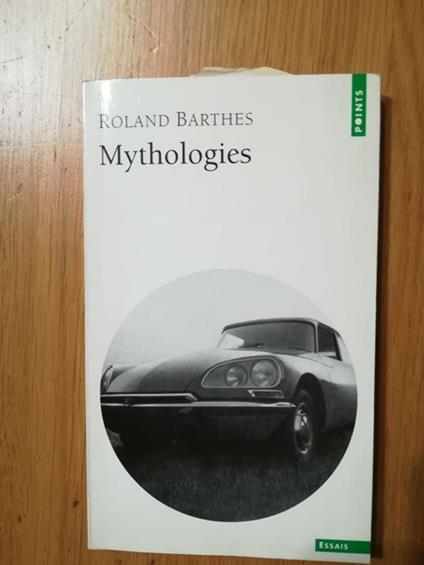 ROLAND BARTHES
Mythologies
POINTS
ESSAIS